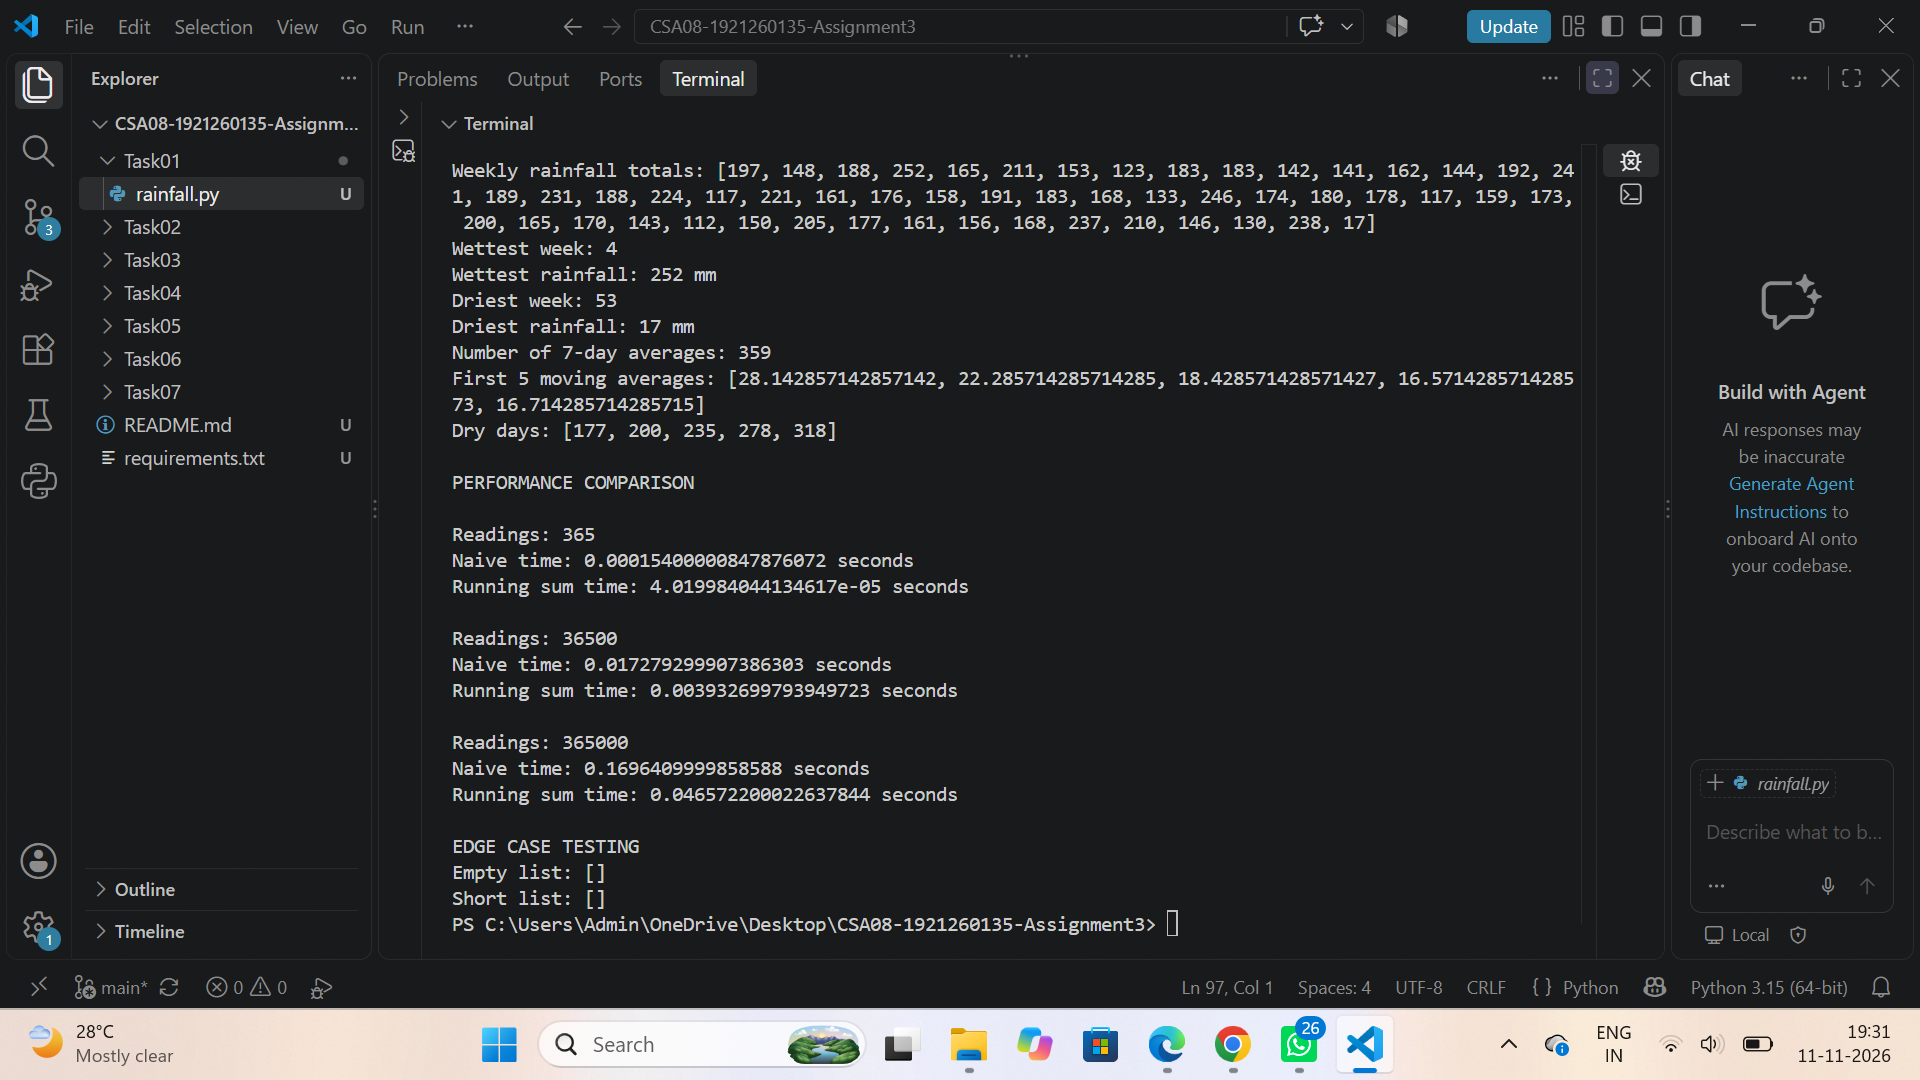 File Edit Selection View Go Run ...
CSA08-1921260135-Assignment3
Update
Explorer
CSA08-1921260135-Assignm...
Task01
rainfall.py U
Task02
Task03
Task04
Task05
Task06
Task07
README.md U
requirements.txt U
Outline
Timeline
3
1
Problems Output Ports Terminal
Terminal
Weekly rainfall totals: [197, 148, 188, 252, 165, 211, 153, 123, 183, 183, 142, 141, 162, 144, 192, 24
1, 189, 231, 188, 224, 117, 221, 161, 176, 158, 191, 183, 168, 133, 246, 174, 180, 178, 117, 159, 173,
200, 165, 170, 143, 112, 150, 205, 177, 161, 156, 168, 237, 210, 146, 130, 238, 17]
Wettest week: 4
Wettest rainfall: 252 mm
Driest week: 53
Driest rainfall: 17 mm
Number of 7-day averages: 359
First 5 moving averages: [28.142857142857142, 22.285714285714285, 18.428571428571427, 16.5714285714285
73, 16.714285714285715]
Dry days: [177, 200, 235, 278, 318]
PERFORMANCE COMPARISON
Readings: 365
Naive time: 0.00015400000847876072 seconds
Running sum time: 4.019984044134617e-05 seconds
Readings: 36500
Naive time: 0.017279299907386303 seconds
Running sum time: 0.003932699793949723 seconds
Readings: 365000
Naive time: 0.1696409999858588 seconds
Running sum time: 0.046572200022637844 seconds
EDGE CASE TESTING
Empty list: []
Short list: []
PS C:\Users\Admin\OneDrive\Desktop\CSA08-1921260135-Assignment3>
Chat
Build with Agent
AI responses may
be inaccurate
Generate Agent
Instructions to
onboard AI onto
your codebase.
rainfall.py
Describe what to b...
Local
main* 0 0
Ln 97, Col 1 Spaces: 4 UTF-8 CRLF { } Python Python 3.15 (64-bit)
28°C
Mostly clear
Search
26
ENG
IN
19:31
11-11-2026